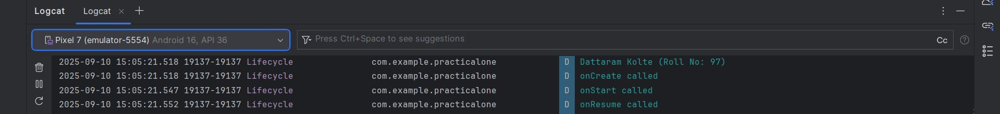 Logcat Logcat
Pixel 7 (emulator-5554) Android 16, API 36 Press Ctrl+Space to see suggestions Cc
2025-09-10 15:05:21.518 19137-19137 Lifecycle com.example.practicalone D Dattaram Kolte (Roll No: 97)
2025-09-10 15:05:21.518 19137-19137 Lifecycle com.example.practicalone D onCreate called
2025-09-10 15:05:21.547 19137-19137 Lifecycle com.example.practicalone D onStart called
2025-09-10 15:05:21.552 19137-19137 Lifecycle com.example.practicalone D onResume called